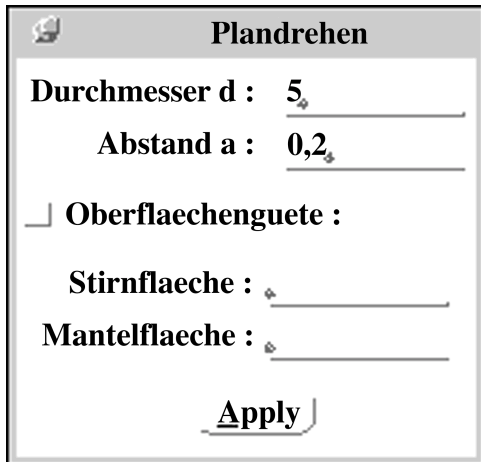 Plandrehen
Durchmesser d : 5
Abstand a : 0,2
Oberflaechenguete :
Stirnflaeche :
Mantelflaeche :
Apply